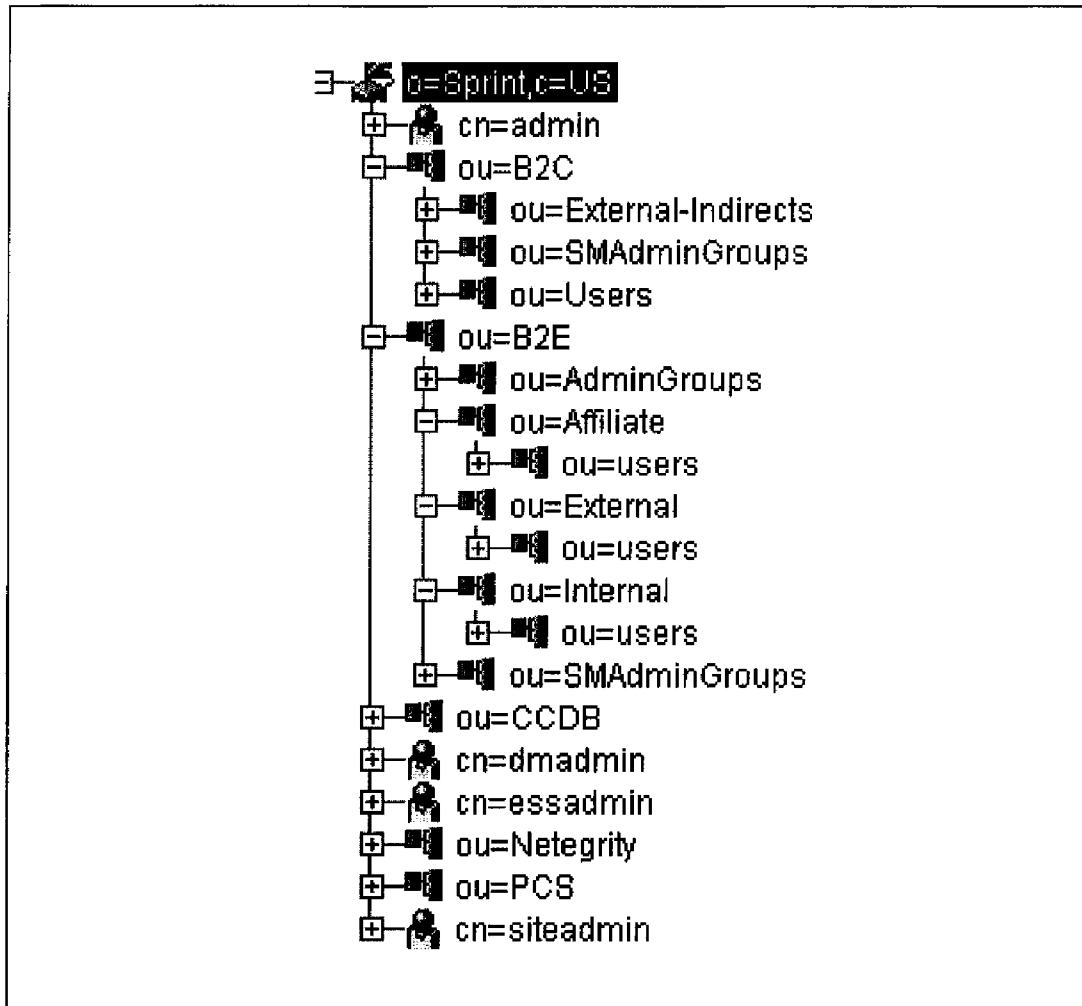 o=Sprint,c=US
cn=admin
ou=B2C
ou=External-Indirects
ou=SMAdminGroups
ou=Users
ou=B2E
ou=AdminGroups
ou=Affiliate
ou=users
ou=External
ou=users
ou=Internal
ou=users
ou=SMAdminGroups
ou=CCDB
cn=dmadmin
cn=essadmin
ou=Netegrity
ou=PCS
cn=siteadmin